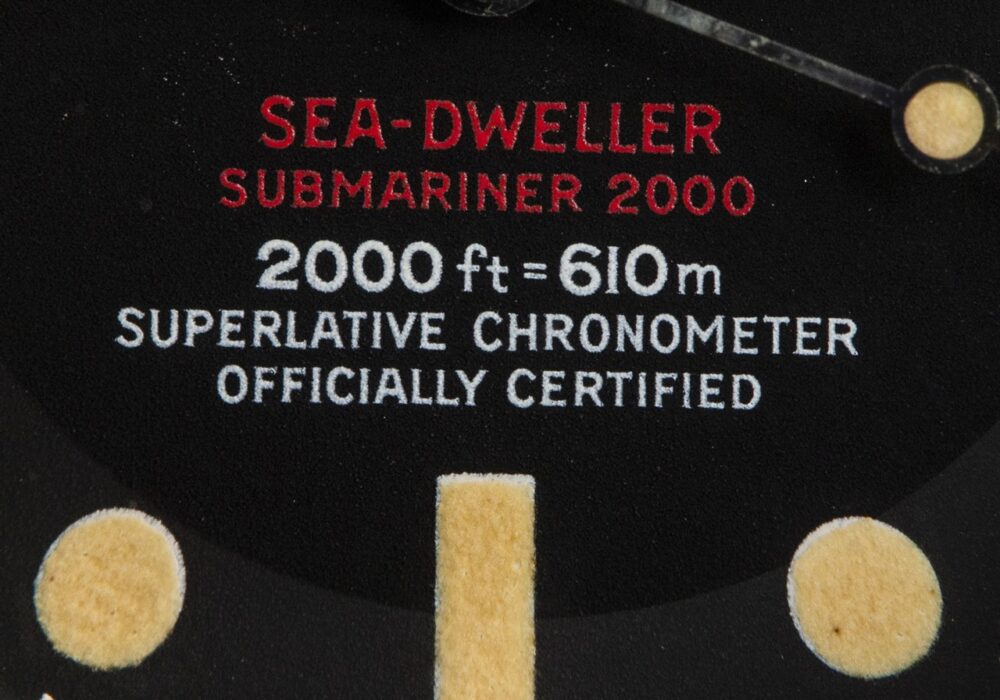 SEA-DWELLER
SUBMARINER 2000
2000 ft = 610 m
SUPERLATIVE CHRONOMETER
OFFICIALLY CERTIFIED